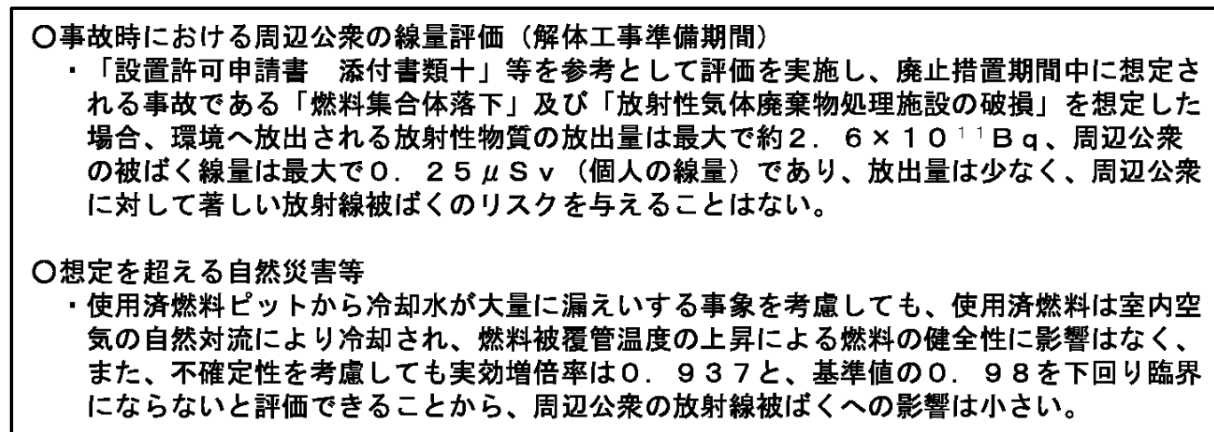 〇事故時における周辺公衆の線量評価（解体工事準備期間）
・「設置許可申請書　添付書類十」等を参考として評価を実施し、廃止措置期間中に想定さ
れる事故である「燃料集合体落下」及び「放射性気体廃棄物処理施設の破損」を想定した
場合、環境へ放出される放射性物質の放出量は最大で約２．６×１０¹¹Ｂｑ、周辺公衆
の被ばく線量は最大で０．２５μＳｖ（個人の線量）であり、放出量は少なく、周辺公衆
に対して著しい放射線被ばくのリスクを与えることはない。
〇想定を超える自然災害等
・使用済燃料ピットから冷却水が大量に漏えいする事象を考慮しても、使用済燃料は室内空
気の自然対流により冷却され、燃料被覆管温度の上昇による燃料の健全性に影響はなく、
また、不確定性を考慮しても実効増倍率は０．９３７と、基準値の０．９８を下回り臨界
にならないと評価できることから、周辺公衆の放射線被ばくへの影響は小さい。